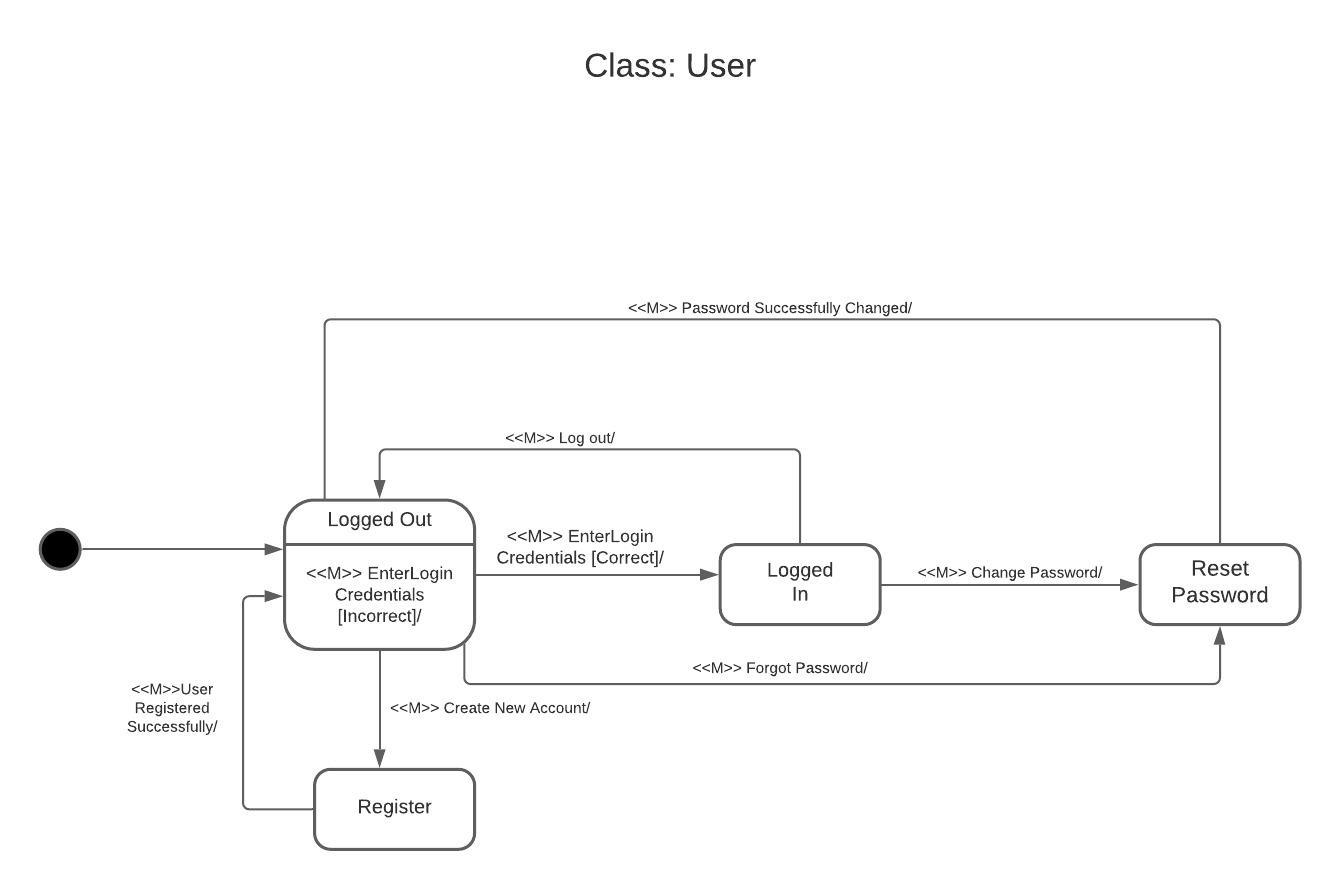 Class: User
<<M>> Password Successfully Changed/
<<M>> Log out/
Logged Out
<<M>> EnterLogin
Credentials
[Incorrect]/
<<M>> EnterLogin
Credentials [Correct]/
Logged
In
<<M>> Change Password/
Reset
Password
<<M>> Forgot Password/
<<M>>User
Registered
Successfully/
<<M>> Create New Account/
Register